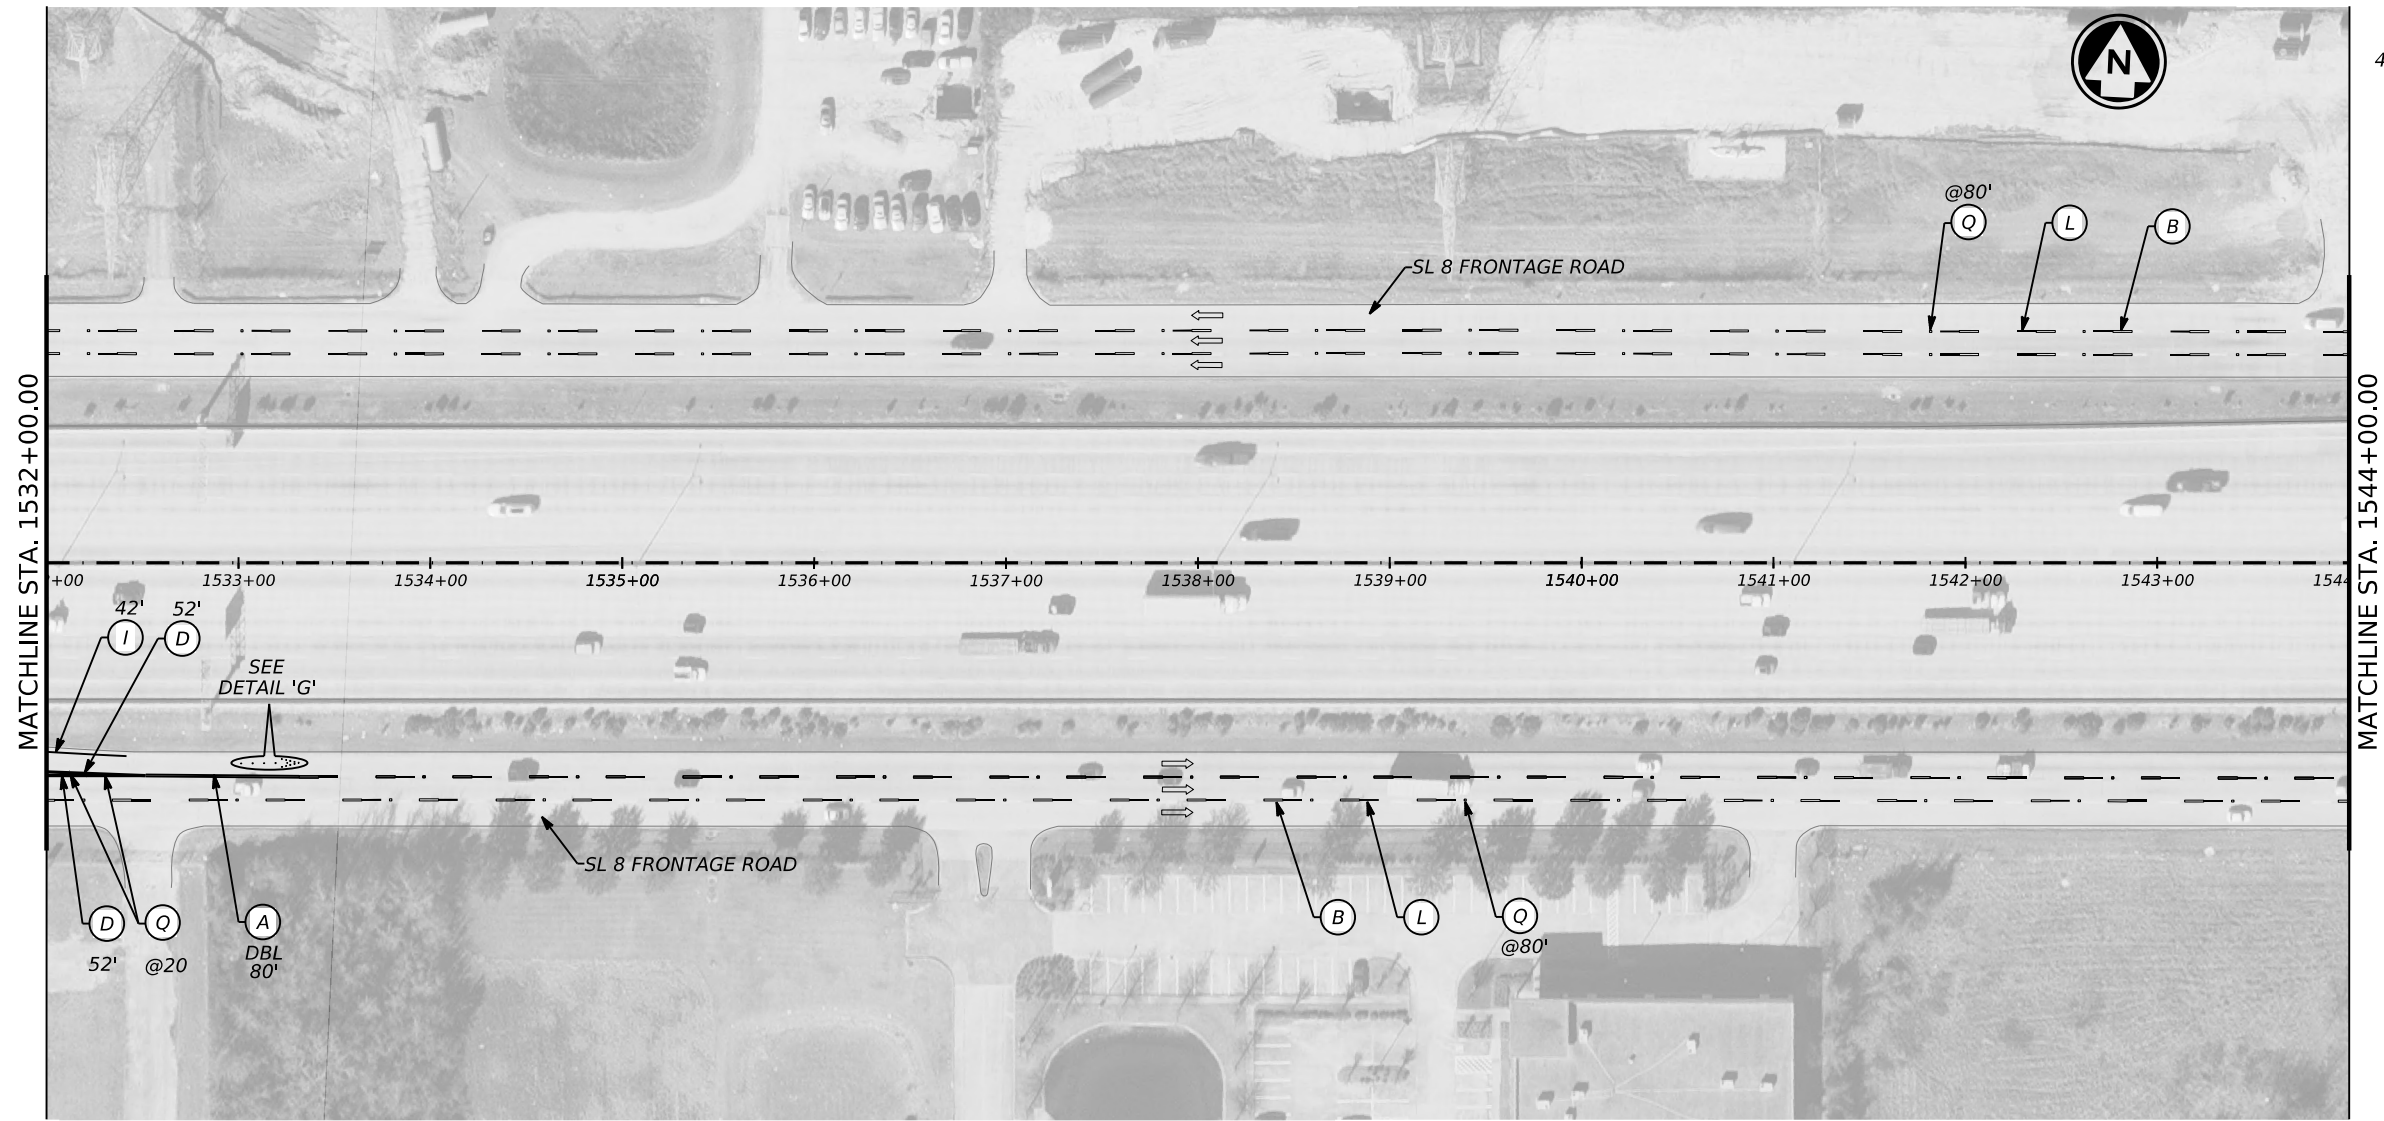 N
4
@80'
Q
L
B
SL 8 FRONTAGE ROAD
MATCHLINE STA. 1532+00.00
MATCHLINE STA. 1544+00.00
+00
1533+00
1534+00
1535+00
1536+00
1537+00
1538+00
1539+00
1540+00
1541+00
1542+00
1543+00
1544
42'
52'
I
D
SEE
DETAIL 'G'
SL 8 FRONTAGE ROAD
D
Q
A
B
L
Q
52'
@20
DBL
80'
@80'